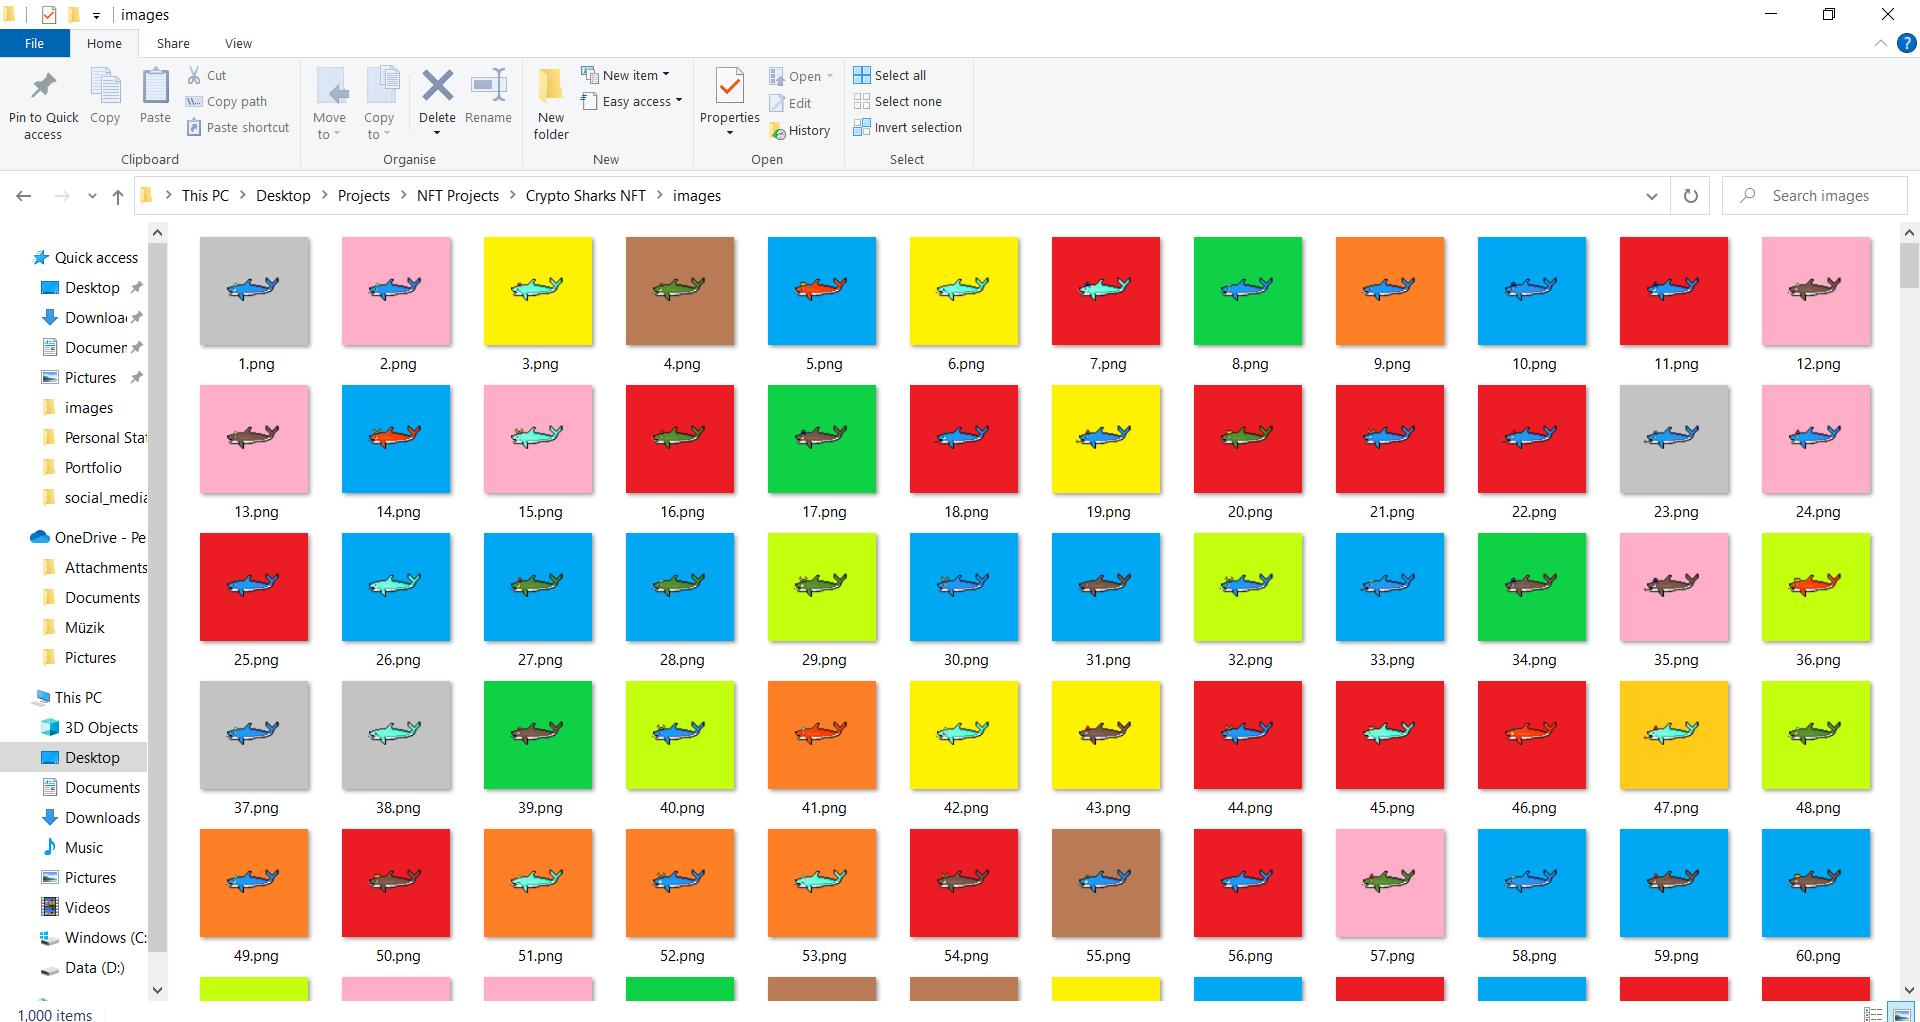 images
File Home Share View
Pin to Quick access
Copy
Paste
Cut
Copy path
Paste shortcut
Clipboard
Move to
Copy to
Delete
Rename
Organise
New folder
New item
Easy access
New
Properties
Open
Edit
History
Open
Select all
Select none
Invert selection
Select
This PC > Desktop > Projects > NFT Projects > Crypto Sharks NFT > images
Search images
Quick access
Desktop
Downloa
Documen
Pictures
images
Personal Stat
Portfolio
social_media
OneDrive - Pe
Attachments
Documents
Müzik
Pictures
This PC
3D Objects
Desktop
Documents
Downloads
Music
Pictures
Videos
Windows (C:
Data (D:)
1.png 2.png 3.png 4.png 5.png 6.png 7.png 8.png 9.png 10.png 11.png 12.png
13.png 14.png 15.png 16.png 17.png 18.png 19.png 20.png 21.png 22.png 23.png 24.png
25.png 26.png 27.png 28.png 29.png 30.png 31.png 32.png 33.png 34.png 35.png 36.png
37.png 38.png 39.png 40.png 41.png 42.png 43.png 44.png 45.png 46.png 47.png 48.png
49.png 50.png 51.png 52.png 53.png 54.png 55.png 56.png 57.png 58.png 59.png 60.png
1,000 items